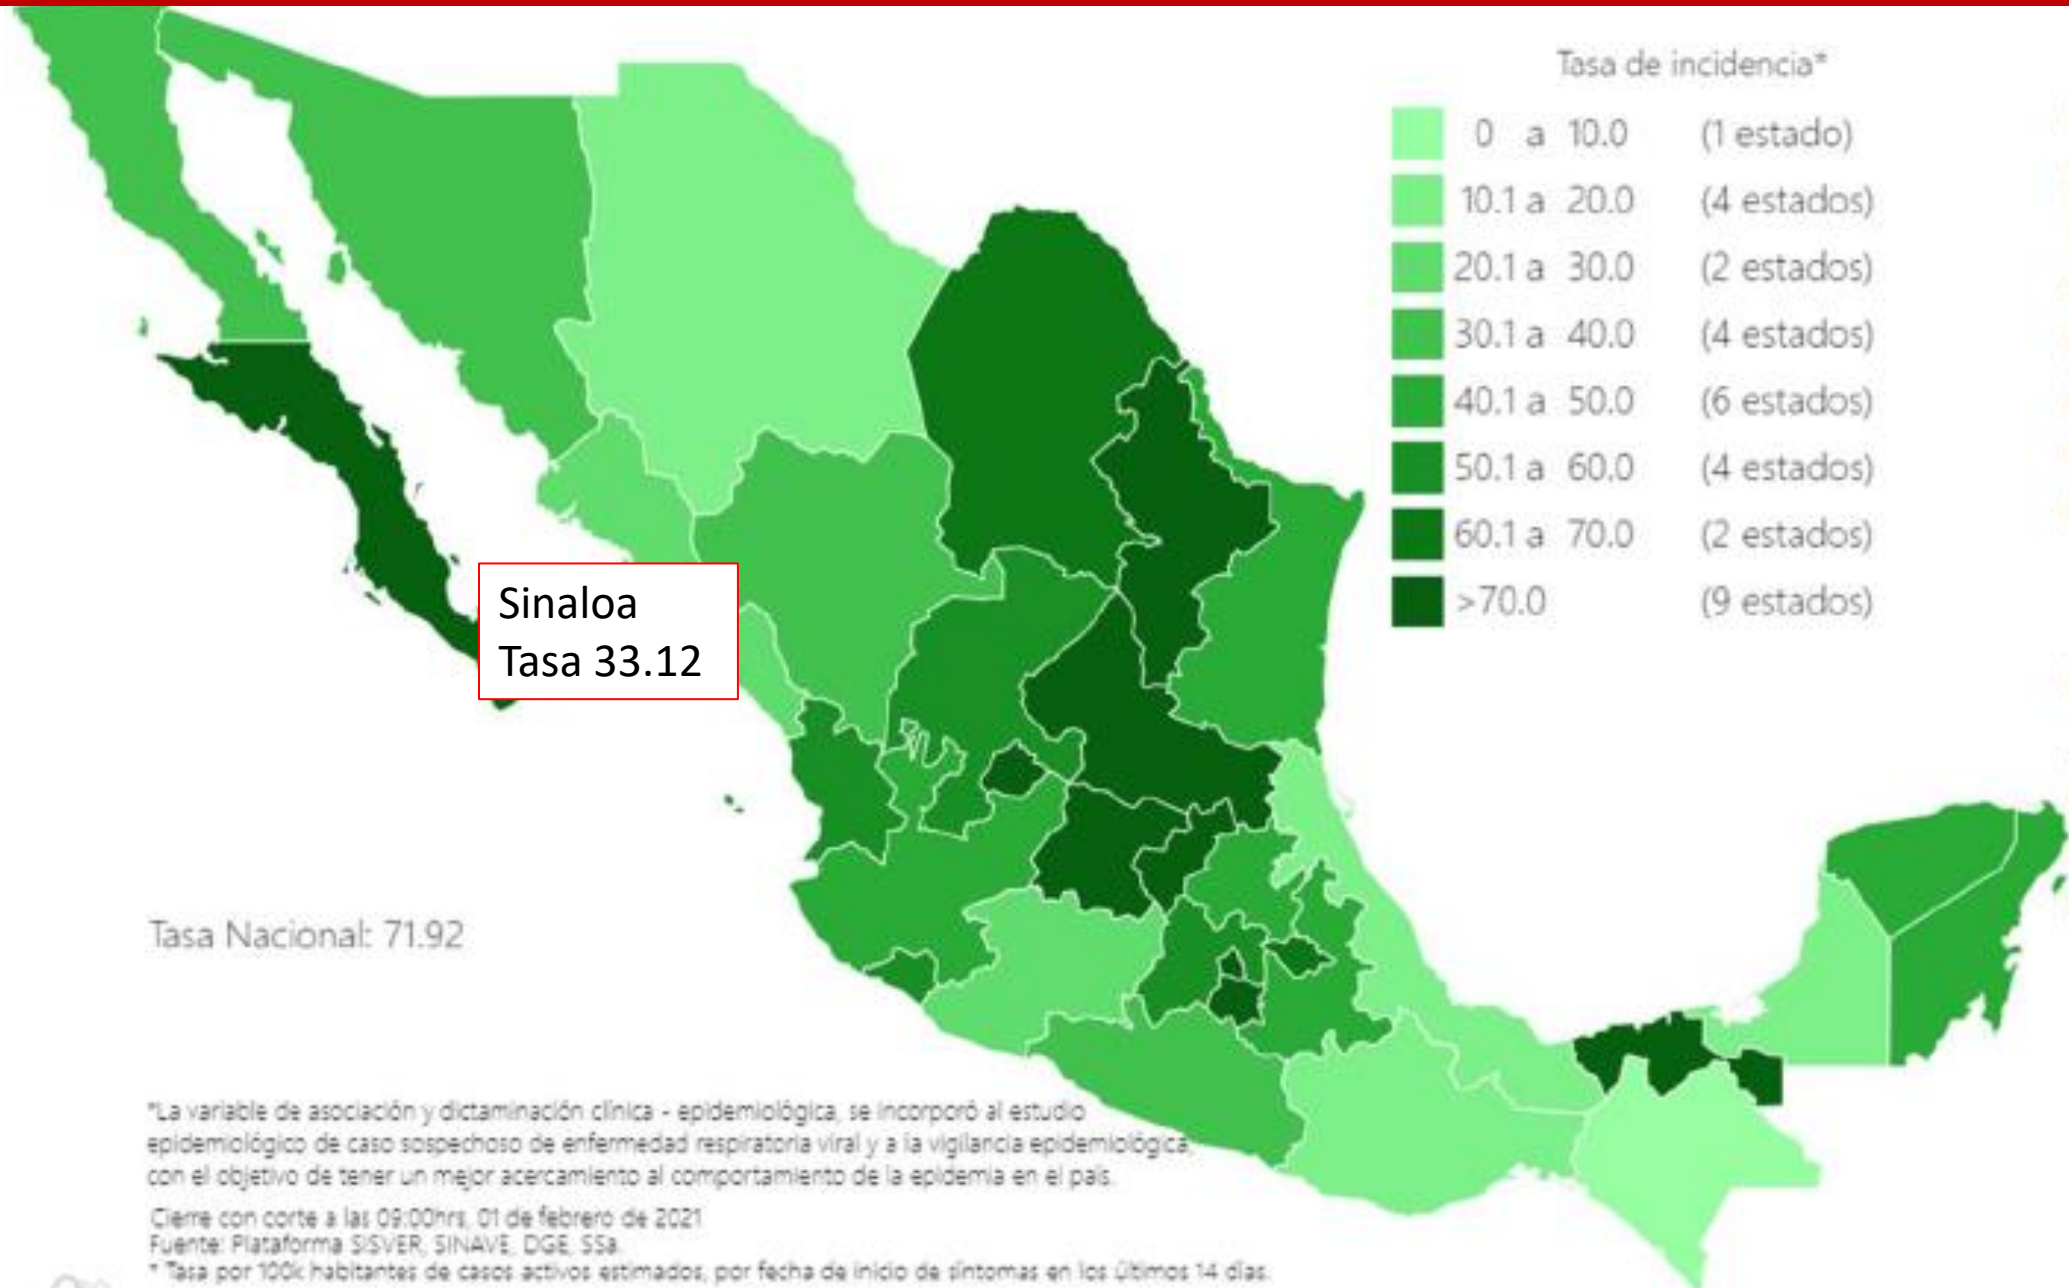 Tasa de incidencia*
0 a 10.0 (1 estado)
10.1 a 20.0 (4 estados)
20.1 a 30.0 (2 estados)
30.1 a 40.0 (4 estados)
40.1 a 50.0 (6 estados)
50.1 a 60.0 (4 estados)
60.1 a 70.0 (2 estados)
>70.0 (9 estados)
Sinaloa
Tasa 33.12
Tasa Nacional: 71.92
*La variable de asociación y dictaminación clínica - epidemiológica, se incorporó al estudio
epidemiológico de caso sospechoso de enfermedad respiratoria viral y a la vigilancia epidemiológica,
con el objetivo de tener un mejor acercamiento al comportamiento de la epidemia en el país.
Cierre con corte a las 09:00hrs, 01 de febrero de 2021
Fuente: Plataforma SISVER, SINAVE, DGE, SSa.
* Tasa por 100k habitantes de casos activos estimados, por fecha de inicio de síntomas en los últimos 14 días.